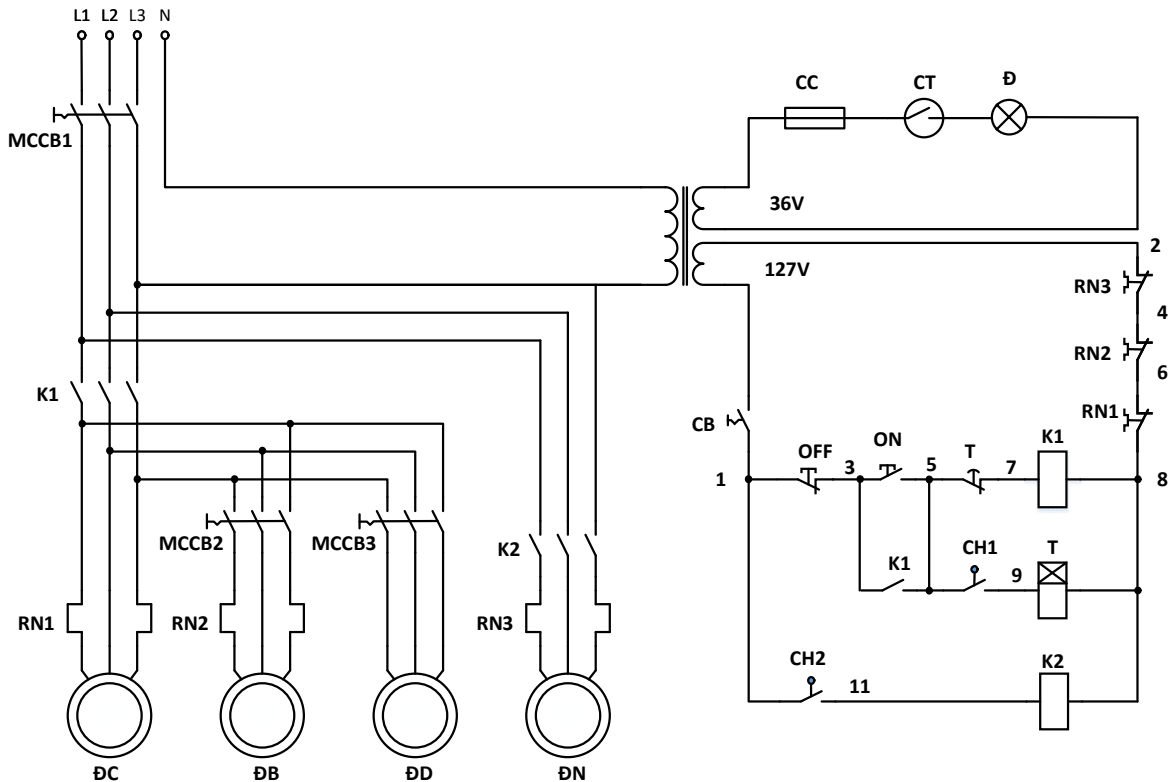 L1 L2 L3 N
CC CT Đ
MCCB1
36V
2
127V
RN3
4
RN2
6
K1
RN1
CB
OFF ON K1
1 3 5 T 7 8
MCCB2 MCCB3 K2
K1 CH1 9 T
RN1 RN2 RN3
CH2 K2
11
ĐC ĐB ĐD ĐN